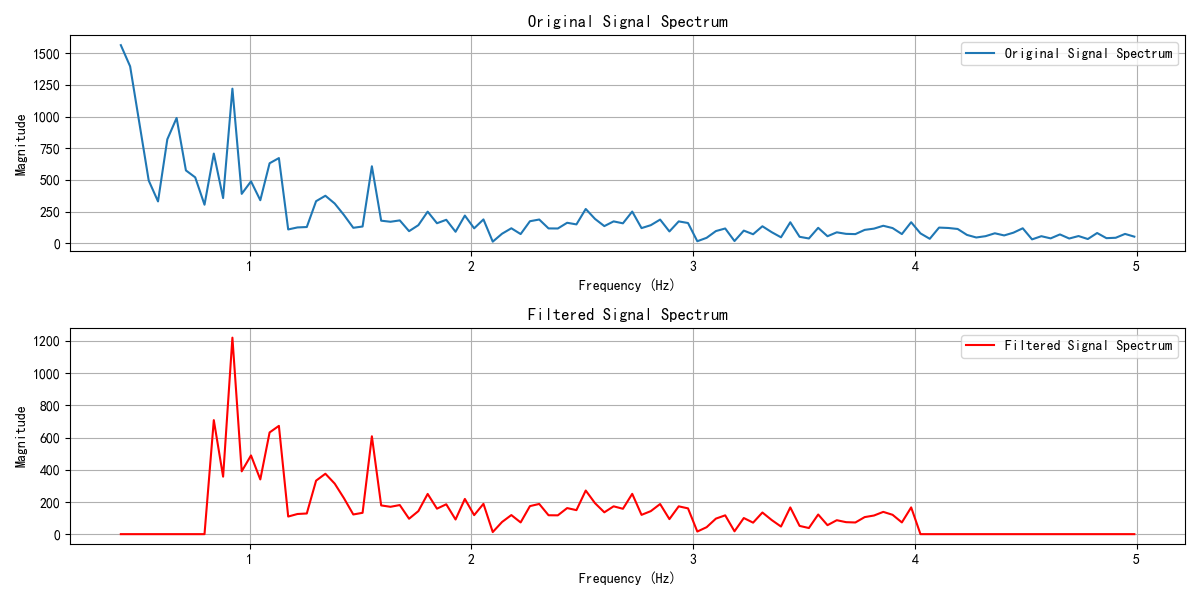 Original Signal Spectrum
Original Signal Spectrum
Magnitude
1500
1250
1000
750
500
250
0
1 2 3 4 5
Frequency (Hz)
Filtered Signal Spectrum
Filtered Signal Spectrum
Magnitude
1200
1000
800
600
400
200
0
1 2 3 4 5
Frequency (Hz)